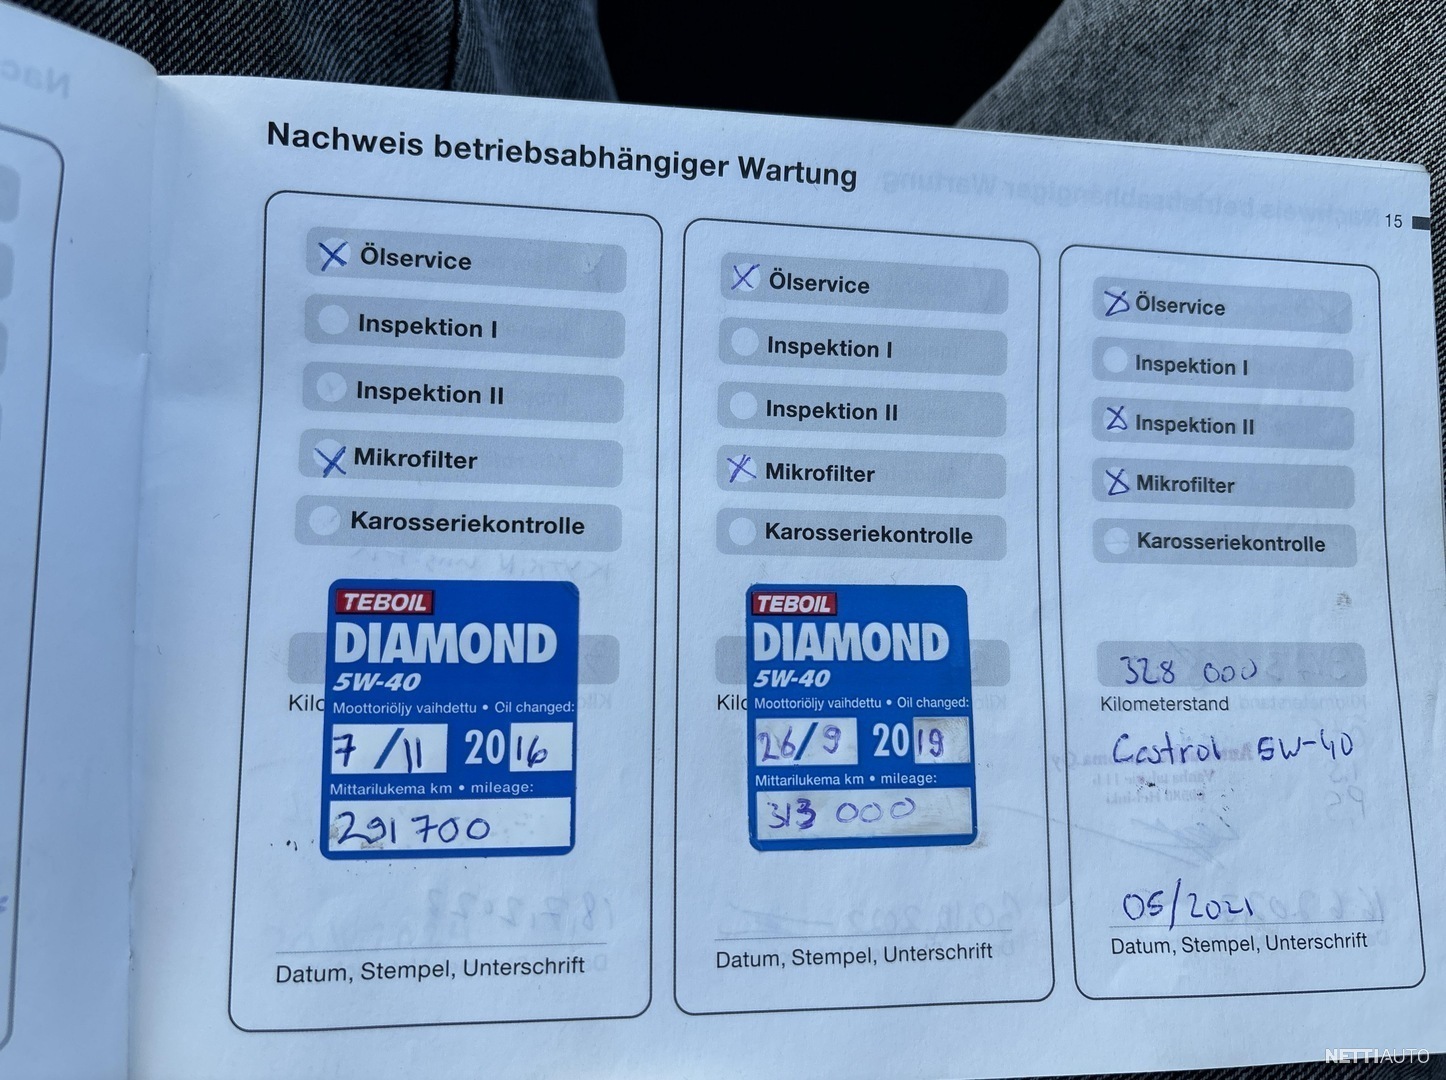 Nachweis betriebsabhängiger Wartung
15
Ölservice
Inspektion I
Inspektion II
Mikrofilter
Karosseriekontrolle
TEBOIL
DIAMOND
5W-40
Moottoriöljy vaihdettu • Oil changed:
7/11 2016
Mittarilukema km • mileage:
291700
Datum, Stempel, Unterschrift
Ölservice
Inspektion I
Inspektion II
Mikrofilter
Karosseriekontrolle
TEBOIL
DIAMOND
5W-40
Moottoriöljy vaihdettu • Oil changed:
26/9 2019
Mittarilukema km • mileage:
313 000
Datum, Stempel, Unterschrift
Ölservice
Inspektion I
Inspektion II
Mikrofilter
Karosseriekontrolle
328 000
Kilometerstand
Castrol 5W-40
05/2021
Datum, Stempel, Unterschrift
NETTIAUTO